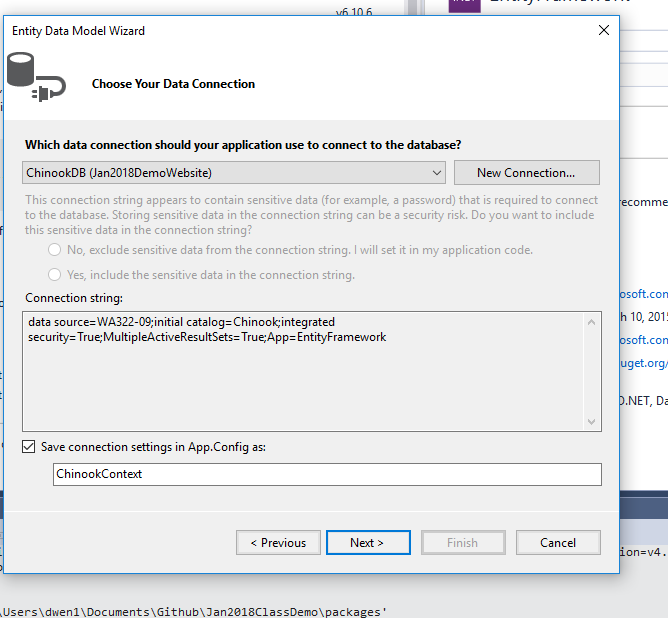 v6.10.6
Entity Data Model Wizard
Choose Your Data Connection
Which data connection should your application use to connect to the database?
ChinookDB (Jan2018DemoWebsite)
New Connection...
This connection string appears to contain sensitive data (for example, a password) that is required to connect
to the database. Storing sensitive data in the connection string can be a security risk. Do you want to include
this sensitive data in the connection string?
No, exclude sensitive data from the connection string. I will set it in my application code.
Yes, include the sensitive data in the connection string.
Connection string:
data source=WA322-09;initial catalog=Chinook;integrated
security=True;MultipleActiveResultSets=True;App=EntityFramework
Save connection settings in App.Config as:
ChinookContext
< Previous
Next >
Finish
Cancel
recomme
osoft.com
h 10, 2015
osoft.com
uget.org/
O.NET, Da
ion=v4.
\Users\dwen1\Documents\Github\Jan2018ClassDemo\packages'